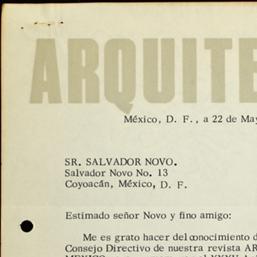 ARQUITE
México, D. F., a 22 de May
SR. SALVADOR NOVO.
Salvador Novo No. 13
Coyoacán, México, D. F.
Estimado señor Novo y fino amigo:
Me es grato hacer del conocimiento d
Consejo Directivo de nuestra revista AR